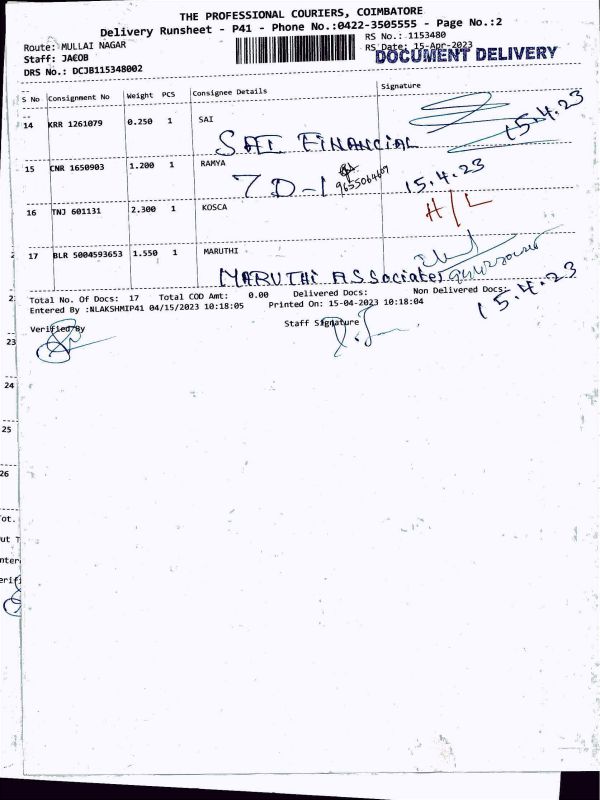 THE PROFESSIONAL COURIERS, COIMBATORE
Delivery Runsheet - P41 - Phone No.:0422-3505555 - Page No.:2
Route: MULLAI NAGAR RS No.: 1153480
Staff: JACOB RS Date: 15-Apr-2023
DRS No.: DCJB115348002 DOCUMENT DELIVERY
S No Consignment No Weight PCS Consignee Details Signature
14 KRR 1261079 0.250 1 SAI 15.4.23
SAI FINANCIAL
15 CNR 1650903 1.200 1 RAMYA 15.4.23
7 D-1
16 TNJ 601131 2.300 1 KOSCA H/L
17 BLR 5004593653 1.550 1 MARUTHI
MARUTHI ASSociates 15.4.23
Total No. Of Docs: 17 Total COD Amt: 0.00 Delivered Docs: Non Delivered Docs:
Entered By :NLAKSHMIP41 04/15/2023 10:18:05 Printed On: 15-04-2023 10:18:04
Verified By Staff Signature
23
24
25
26